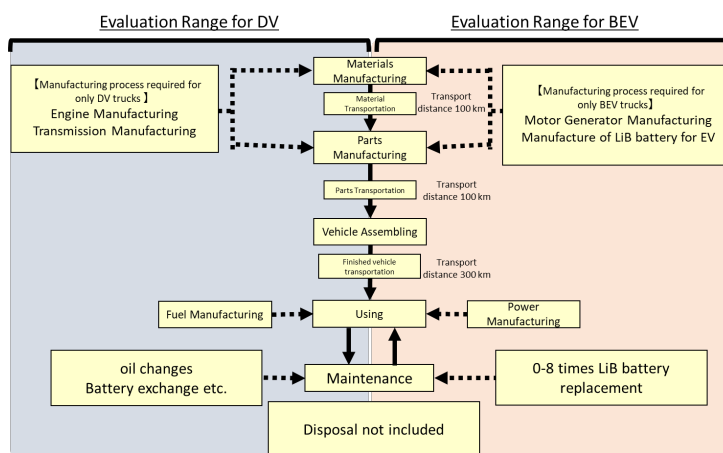 Evaluation Range for DV
Evaluation Range for BEV
Materials
Manufacturing
【Manufacturing process required for
only DV trucks 】
Engine Manufacturing
Transmission Manufacturing
Material
Transportation
Transport
distance 100 km
【Manufacturing process required for
only BEV trucks】
Motor Generator Manufacturing
Manufacture of LiB battery for EV
Parts
Manufacturing
Parts Transportation
Transport
distance 100 km
Vehicle Assembling
Finished vehicle
transportation
Transport
distance 300 km
Fuel Manufacturing
Using
Power
Manufacturing
oil changes
Battery exchange etc.
Maintenance
0-8 times LiB battery
replacement
Disposal not included